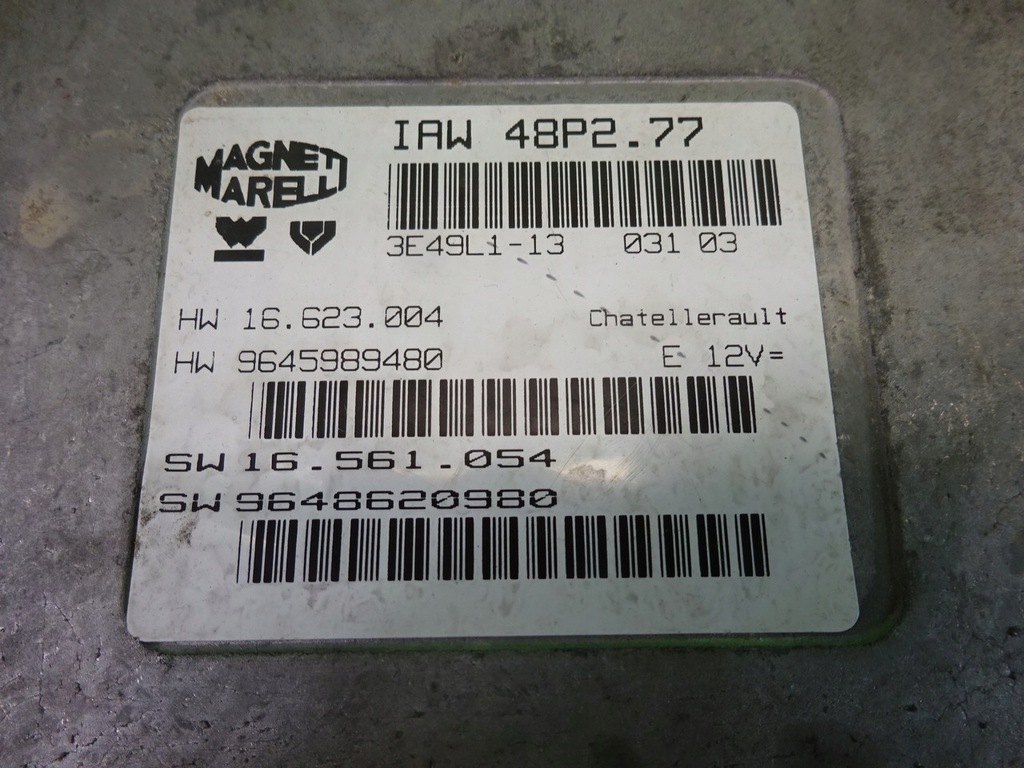 IAW 48P2.77
MAGNETI
MARELLI
3E49L1-13 031 03
HW 16.623.004 Chatellerault
HW 9645989480 E 12V=
SW 16.561.054
SW 9648620980